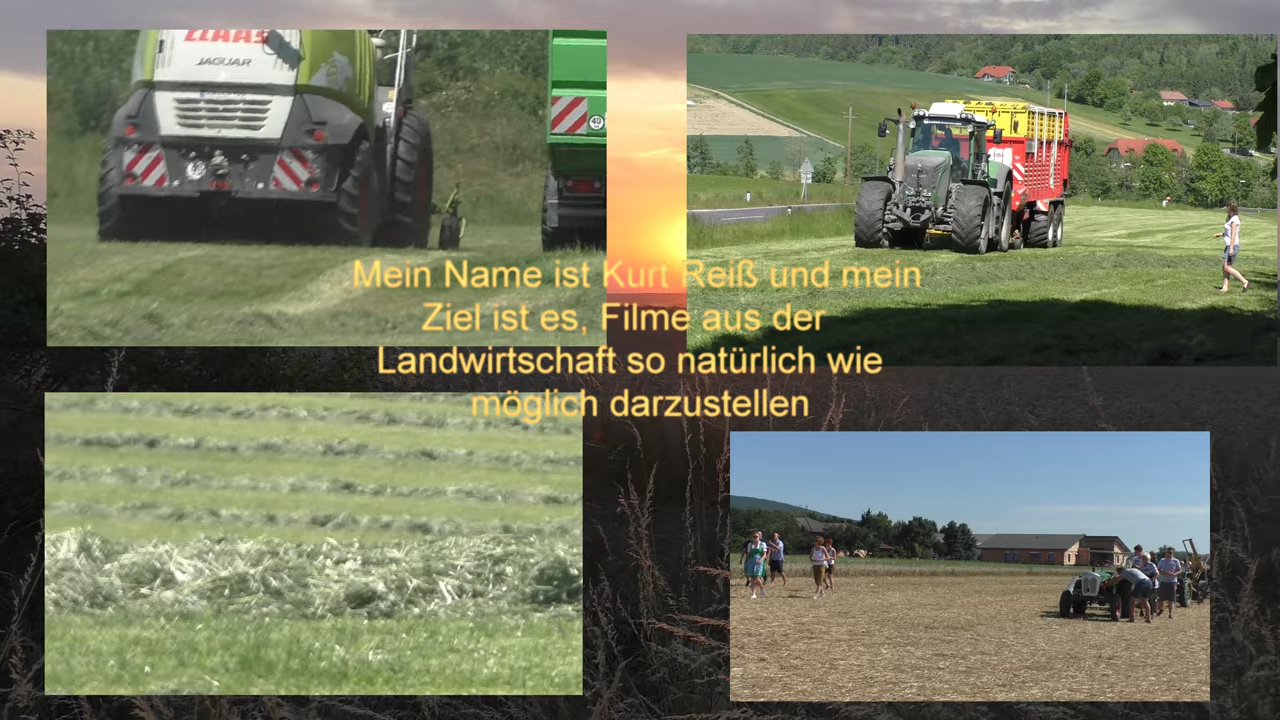 CLAAS
JAGUAR
40
Mein Name ist Kurt Reiß und mein
Ziel ist es, Filme aus der
Landwirtschaft so natürlich wie
möglich darzustellen